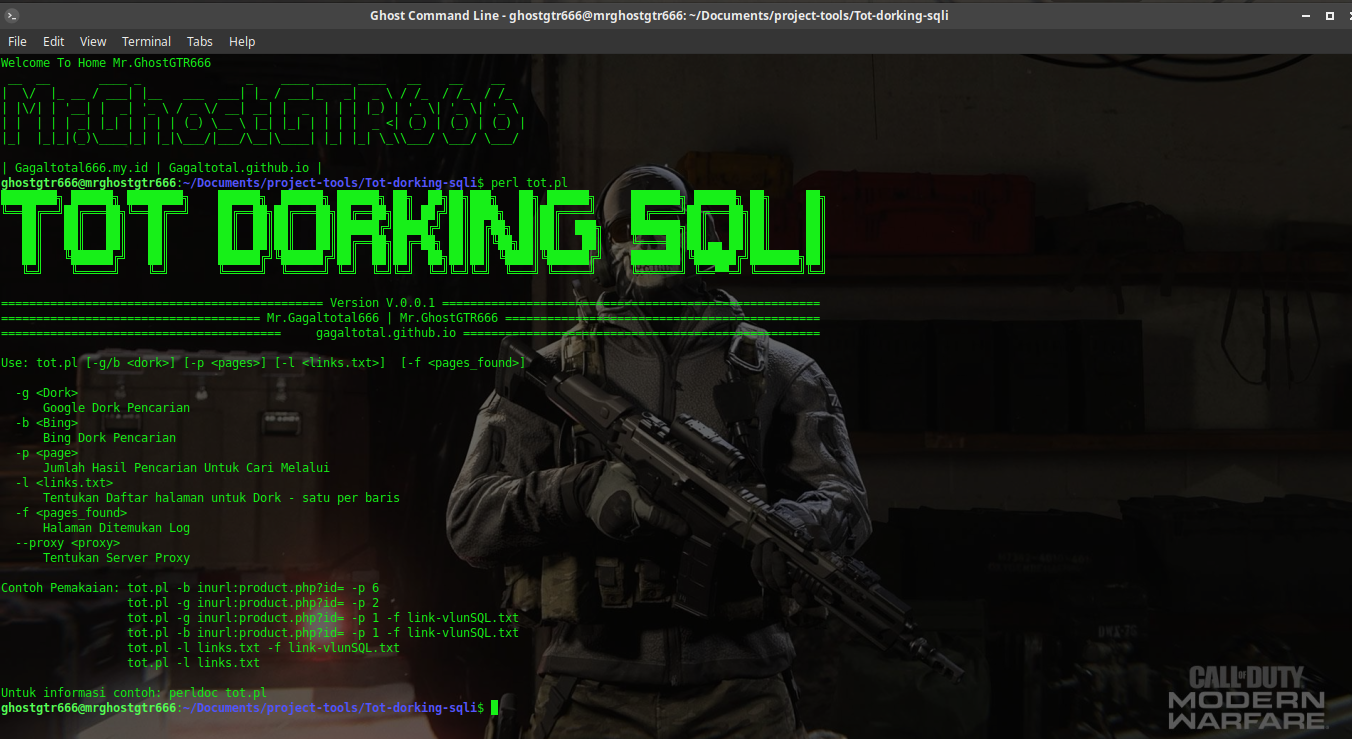 Ghost Command Line - ghostgtr666@mrghostgtr666: ~/Documents/project-tools/Tot-dorking-sqli
File Edit View Terminal Tabs Help
Welcome To Home Mr.GhostGTR666
Mr.GhostGTR666
| Gagaltotal666.my.id | Gagaltotal.github.io |
ghostgtr666@mrghostgtr666:~/Documents/project-tools/Tot-dorking-sqli$ perl tot.pl
TOT DORKING SQLI
============================================== Version V.0.0.1 ======================================================
===================================== Mr.Gagaltotal666 | Mr.GhostGTR666 =============================================
======================================== gagaltotal.github.io ===================================================
Use: tot.pl [-g/b <dork>] [-p <pages>] [-l <links.txt>] [-f <pages_found>]
-g <Dork>
Google Dork Pencarian
-b <Bing>
Bing Dork Pencarian
-p <page>
Jumlah Hasil Pencarian Untuk Cari Melalui
-l <links.txt>
Tentukan Daftar halaman untuk Dork - satu per baris
-f <pages_found>
Halaman Ditemukan Log
--proxy <proxy>
Tentukan Server Proxy
Contoh Pemakaian: tot.pl -b inurl:product.php?id= -p 6
tot.pl -g inurl:product.php?id= -p 2
tot.pl -g inurl:product.php?id= -p 1 -f link-vlunSQL.txt
tot.pl -b inurl:product.php?id= -p 1 -f link-vlunSQL.txt
tot.pl -l links.txt -f link-vlunSQL.txt
tot.pl -l links.txt
Untuk informasi contoh: perldoc tot.pl
ghostgtr666@mrghostgtr666:~/Documents/project-tools/Tot-dorking-sqli$
CALL OF DUTY
MODERN
WARFARE